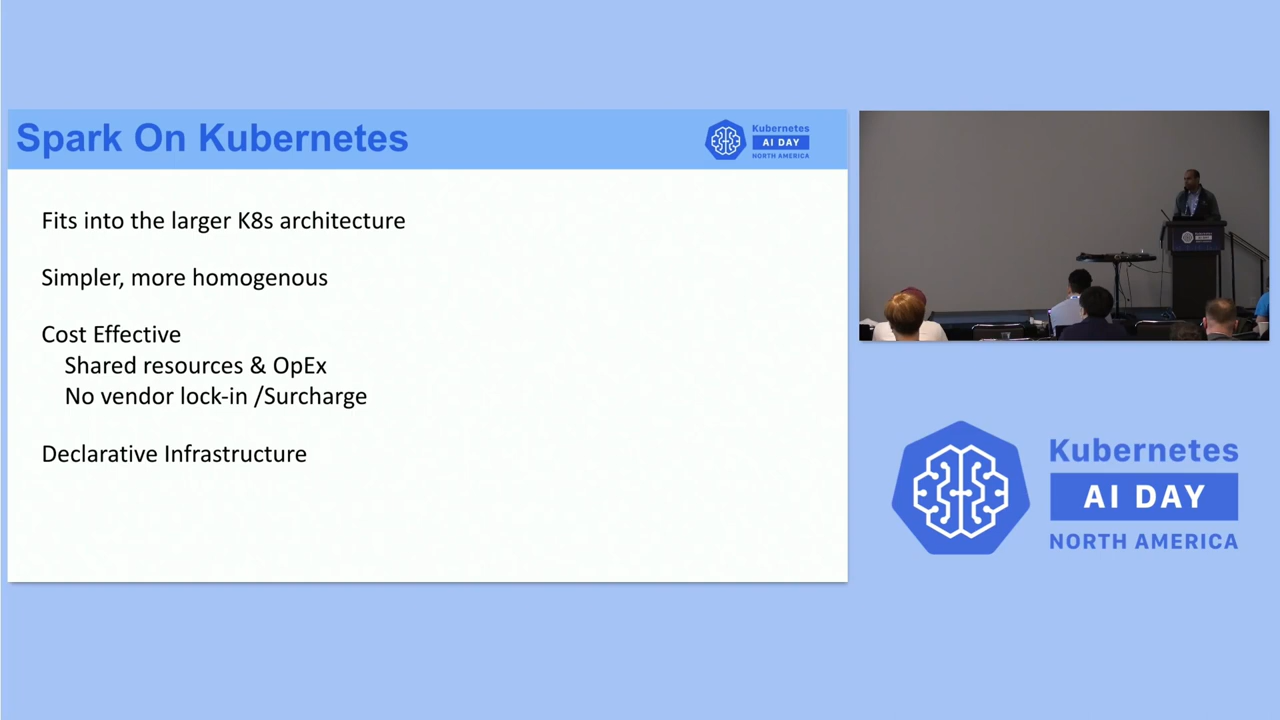 Spark On Kubernetes
Kubernetes
AI DAY
NORTH AMERICA
Fits into the larger K8s architecture
Simpler, more homogenous
Cost Effective
Shared resources & OpEx
No vendor lock-in /Surcharge
Declarative Infrastructure
Kubernetes
AI DAY
NORTH AMERICA